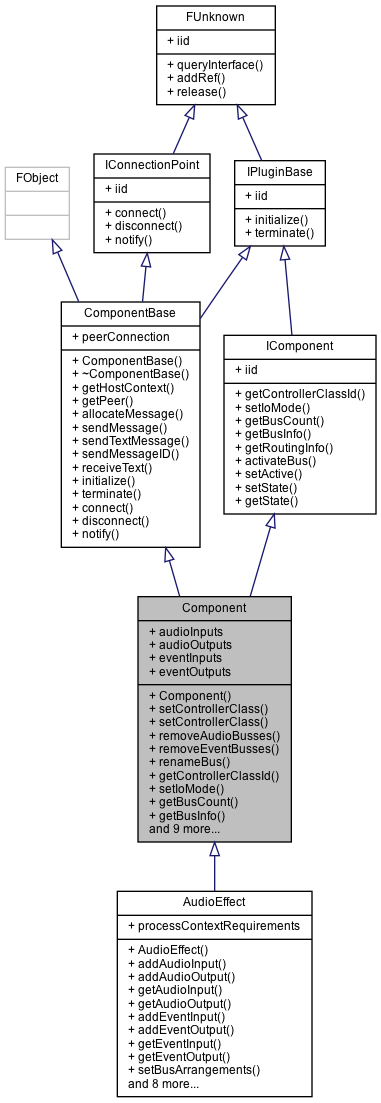 FUnknown
+ iid
+ queryInterface()
+ addRef()
+ release()
IConnectionPoint
+ iid
+ connect()
+ disconnect()
+ notify()
IPluginBase
+ iid
+ initialize()
+ terminate()
FObject
ComponentBase
+ peerConnection
+ ComponentBase()
+ ~ComponentBase()
+ getHostContext()
+ getPeer()
+ allocateMessage()
+ sendMessage()
+ sendTextMessage()
+ sendMessageID()
+ receiveText()
+ initialize()
+ terminate()
+ connect()
+ disconnect()
+ notify()
IComponent
+ iid
+ getControllerClassId()
+ setIoMode()
+ getBusCount()
+ getBusInfo()
+ getRoutingInfo()
+ activateBus()
+ setActive()
+ setState()
+ getState()
Component
+ audioInputs
+ audioOutputs
+ eventInputs
+ eventOutputs
+ Component()
+ setControllerClass()
+ setControllerClass()
+ removeAudioBusses()
+ removeEventBusses()
+ renameBus()
+ getControllerClassId()
+ setIoMode()
+ getBusCount()
+ getBusInfo()
and 9 more...
AudioEffect
+ processContextRequirements
+ AudioEffect()
+ addAudioInput()
+ addAudioOutput()
+ getAudioInput()
+ getAudioOutput()
+ addEventInput()
+ addEventOutput()
+ getEventInput()
+ getEventOutput()
+ setBusArrangements()
and 8 more...